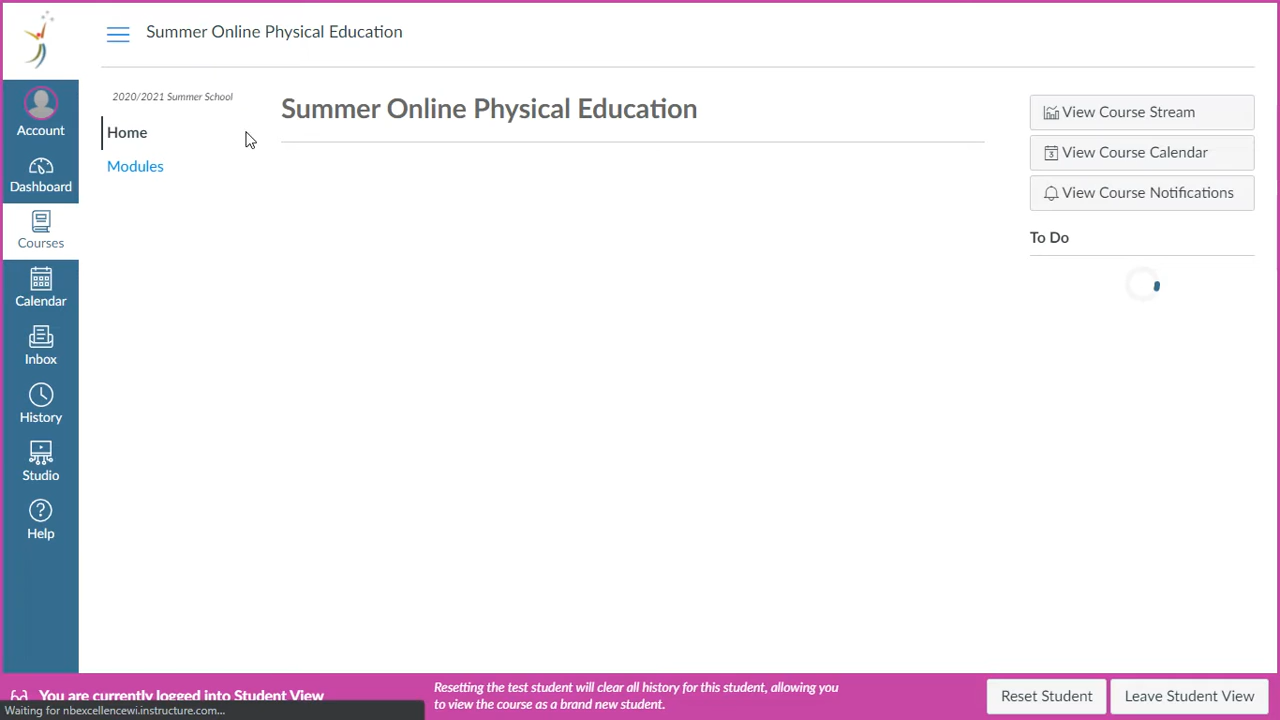 Summer Online Physical Education
Account
Dashboard
Courses
Calendar
Inbox
History
Studio
Help
2020/2021 Summer School
Home
Modules
Summer Online Physical Education
View Course Stream
View Course Calendar
View Course Notifications
To Do
You are currently logged into Student View
Waiting for nbexcellencewi.instructure.com...
Resetting the test student will clear all history for this student, allowing you
to view the course as a brand new student.
Reset Student
Leave Student View